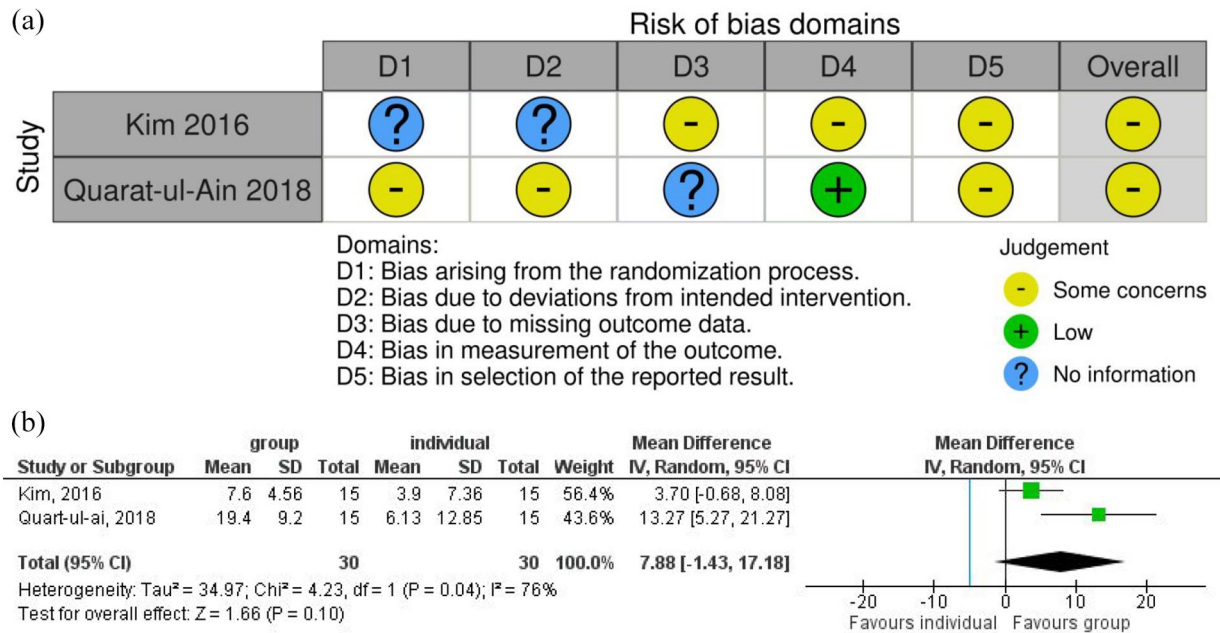 (a)
Risk of bias domains
D1 D2 D3 D4 D5 Overall
Study
Kim 2016 ? ? - - - -
Quarat-ul-Ain 2018 - - ? + - -
Domains:
D1: Bias arising from the randomization process.
D2: Bias due to deviations from intended intervention.
D3: Bias due to missing outcome data.
D4: Bias in measurement of the outcome.
D5: Bias in selection of the reported result.
Judgement
- Some concerns
+ Low
? No information
(b)
group individual Mean Difference Mean Difference
Study or Subgroup Mean SD Total Mean SD Total Weight IV, Random, 95% CI IV, Random, 95% CI
Kim, 2016 7.6 4.56 15 3.9 7.36 15 56.4% 3.70 [-0.68, 8.08]
Quart-ul-ai, 2018 19.4 9.2 15 6.13 12.85 15 43.6% 13.27 [5.27, 21.27]
Total (95% CI) 30 30 100.0% 7.88 [-1.43, 17.18]
Heterogeneity: Tau² = 34.97; Chi² = 4.23, df = 1 (P = 0.04); I² = 76%
Test for overall effect: Z = 1.66 (P = 0.10)
-20 -10 0 10 20
Favours individual Favours group